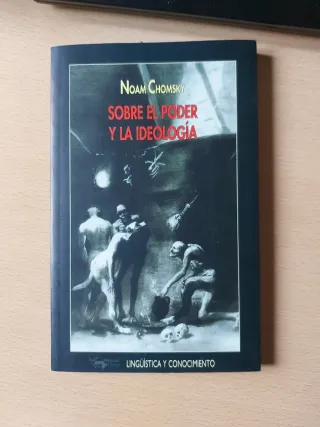 NOAM CHOMSKY
SOBRE EL PODER
Y LA IDEOLOGÍA
LINGÜÍSTICA Y CONOCIMIENTO